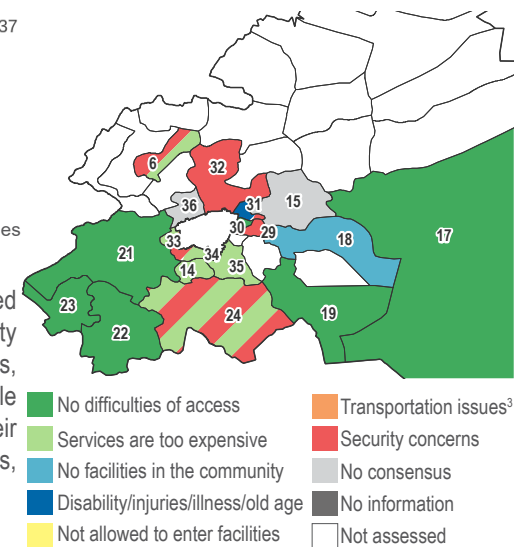 37
es
ed
ty
s,
le
eir
s,
6
32
36
31
15
30
29
33
18
17
21
34
14
35
23
22
24
19
No difficulties of access
Services are too expensive
No facilities in the community
Disability/injuries/illness/old age
Not allowed to enter facilities
Transportation issues3
Security concerns
No consensus
No information
Not assessed